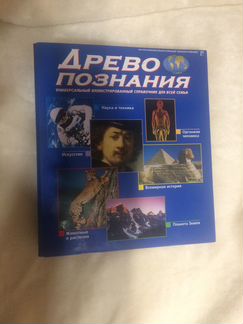 ДРЕВО
ПОЗНАНИЯ
УНИВЕРСАЛЬНЫЙ ИЛЛЮСТРИРОВАННЫЙ СПРАВОЧНИК ДЛЯ ВСЕЙ СЕМЬИ
Наука и техника
Организм
человека
Искусство
Всемирная история
Животные
и растения
Планета Земля